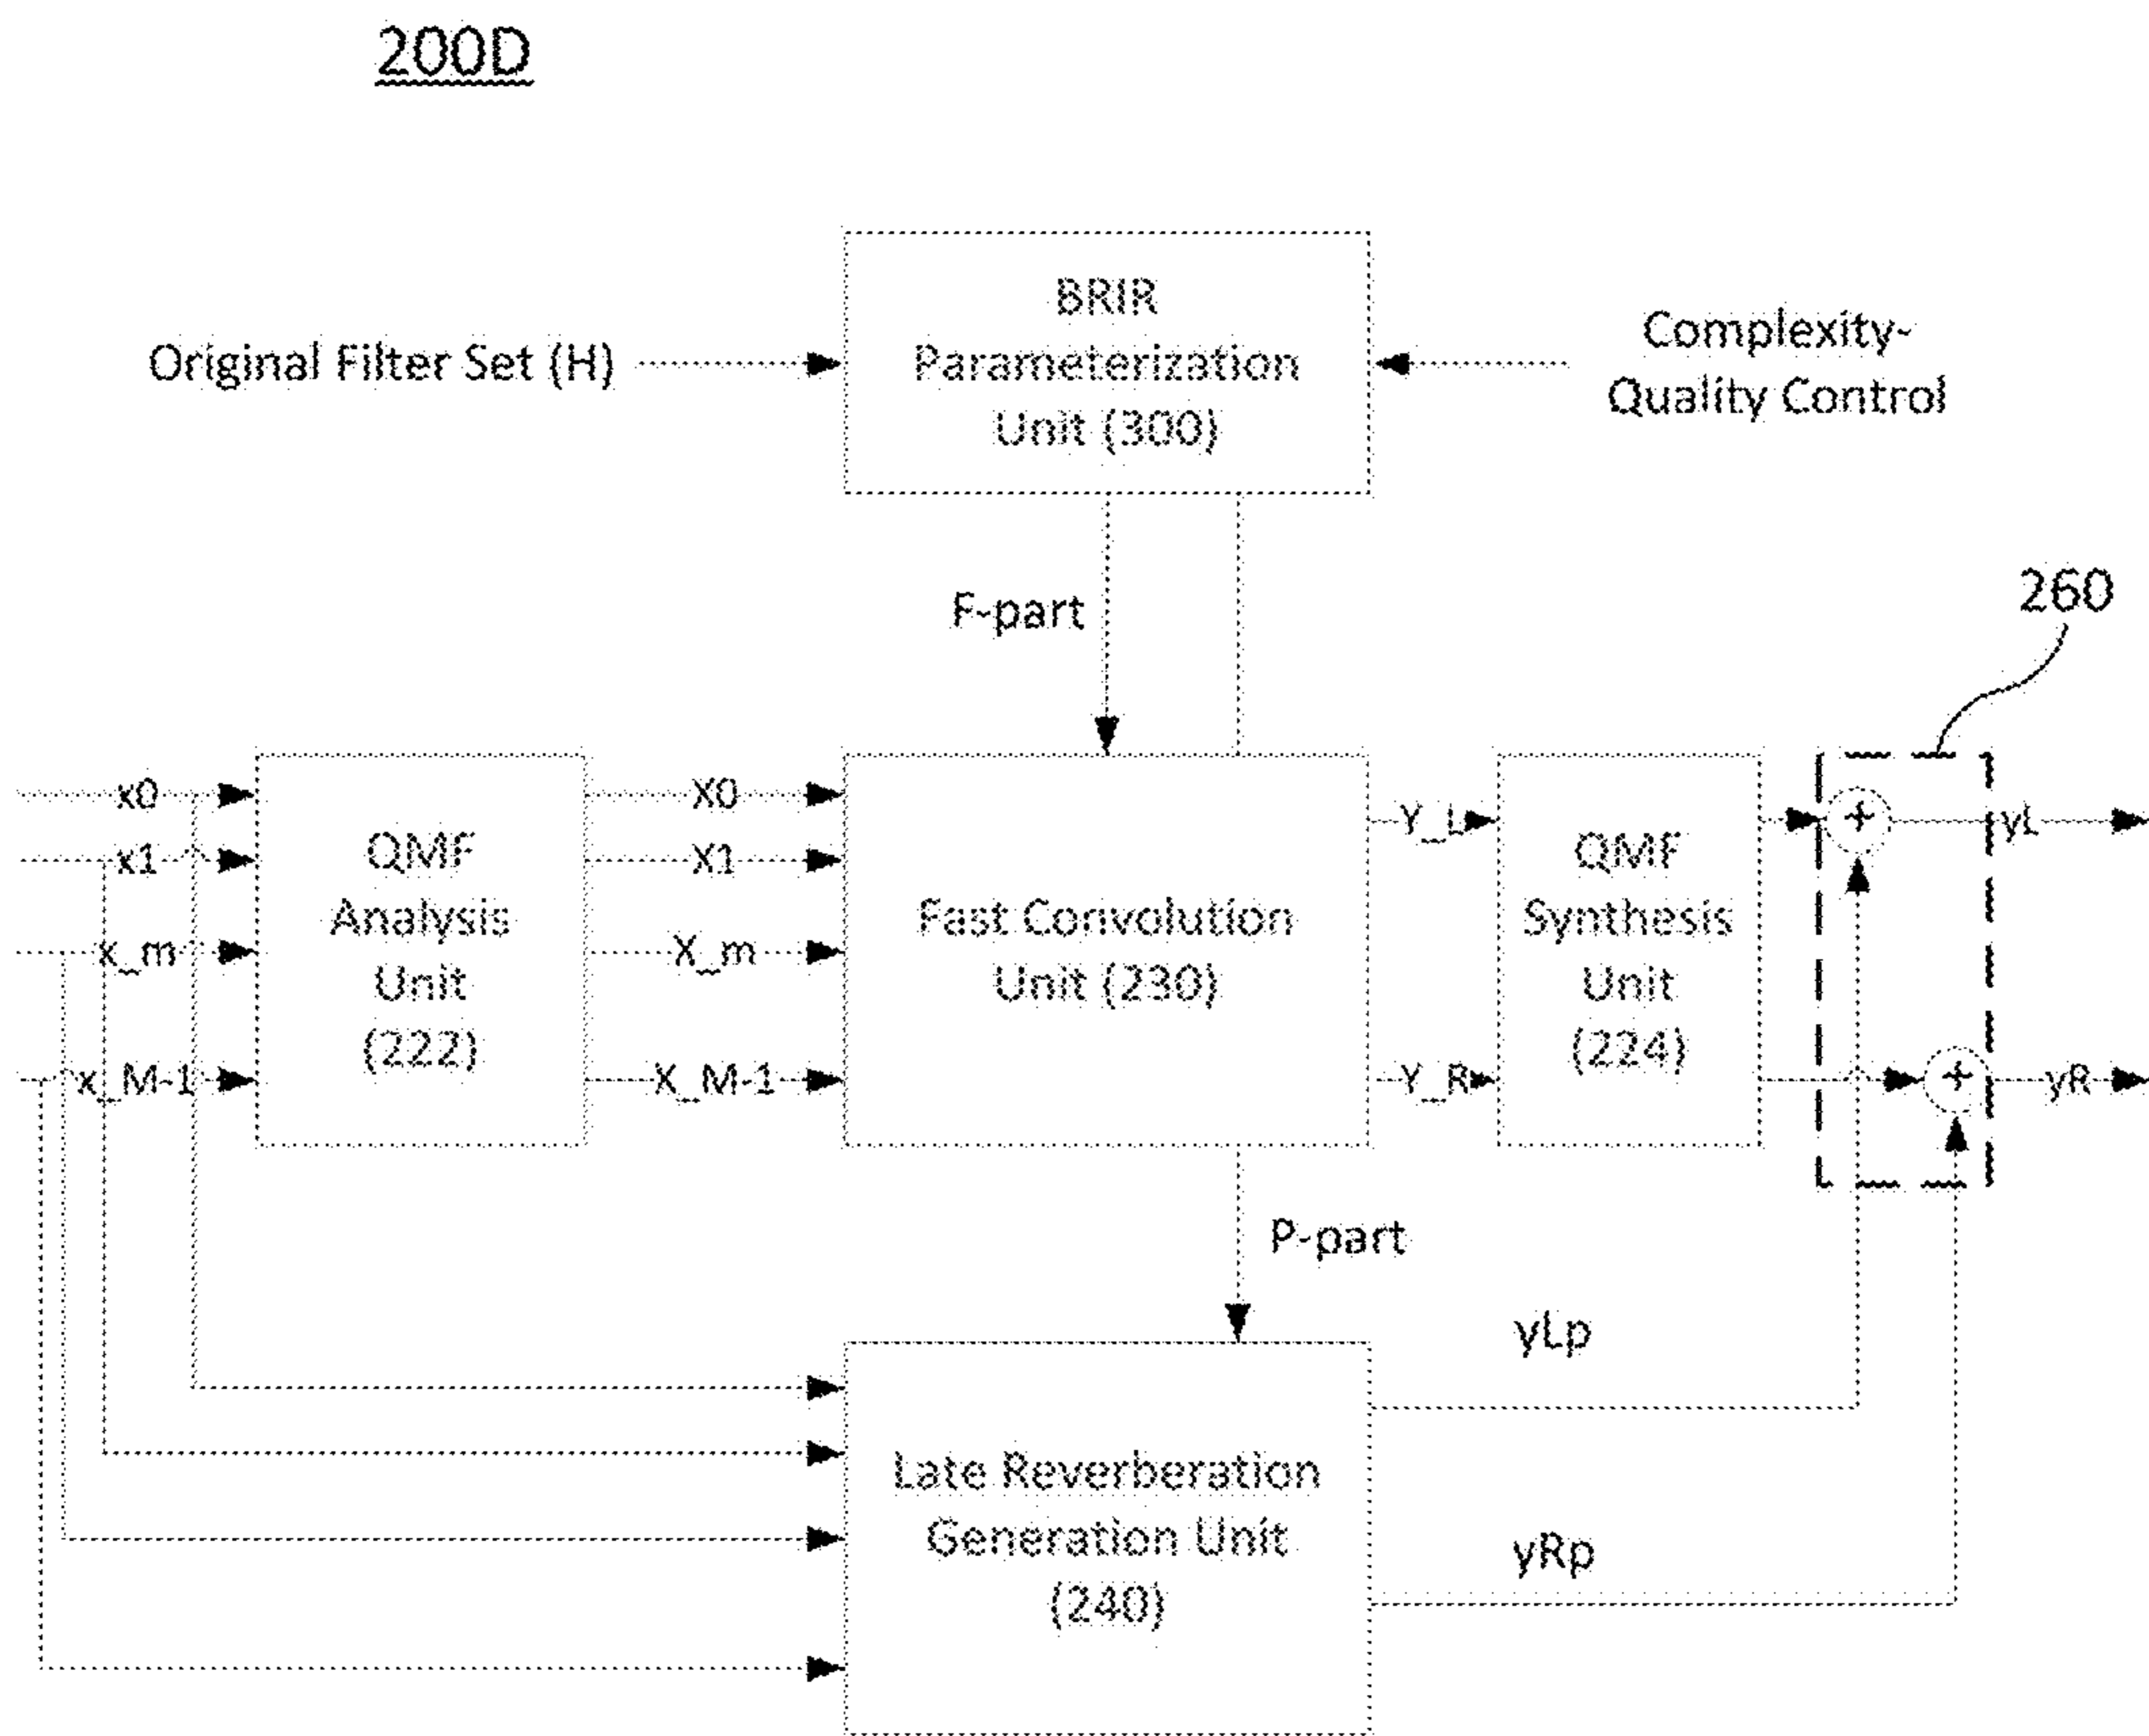 200D
BRIR
Parameterization
Unit (300)
Original Filter Set (H)
Complexity-
Quality Control
F-part
260
x0
x1
x_m
x_M-1
QMF
Analysis
Unit
(222)
X0
X1
X_m
X_M-1
Fast Convolution
Unit (230)
Y_L
Y_R
QMF
Synthesis
Unit
(224)
+
yL
+
yR
P-part
yLp
Late Reverberation
Generation Unit
(240)
yRp